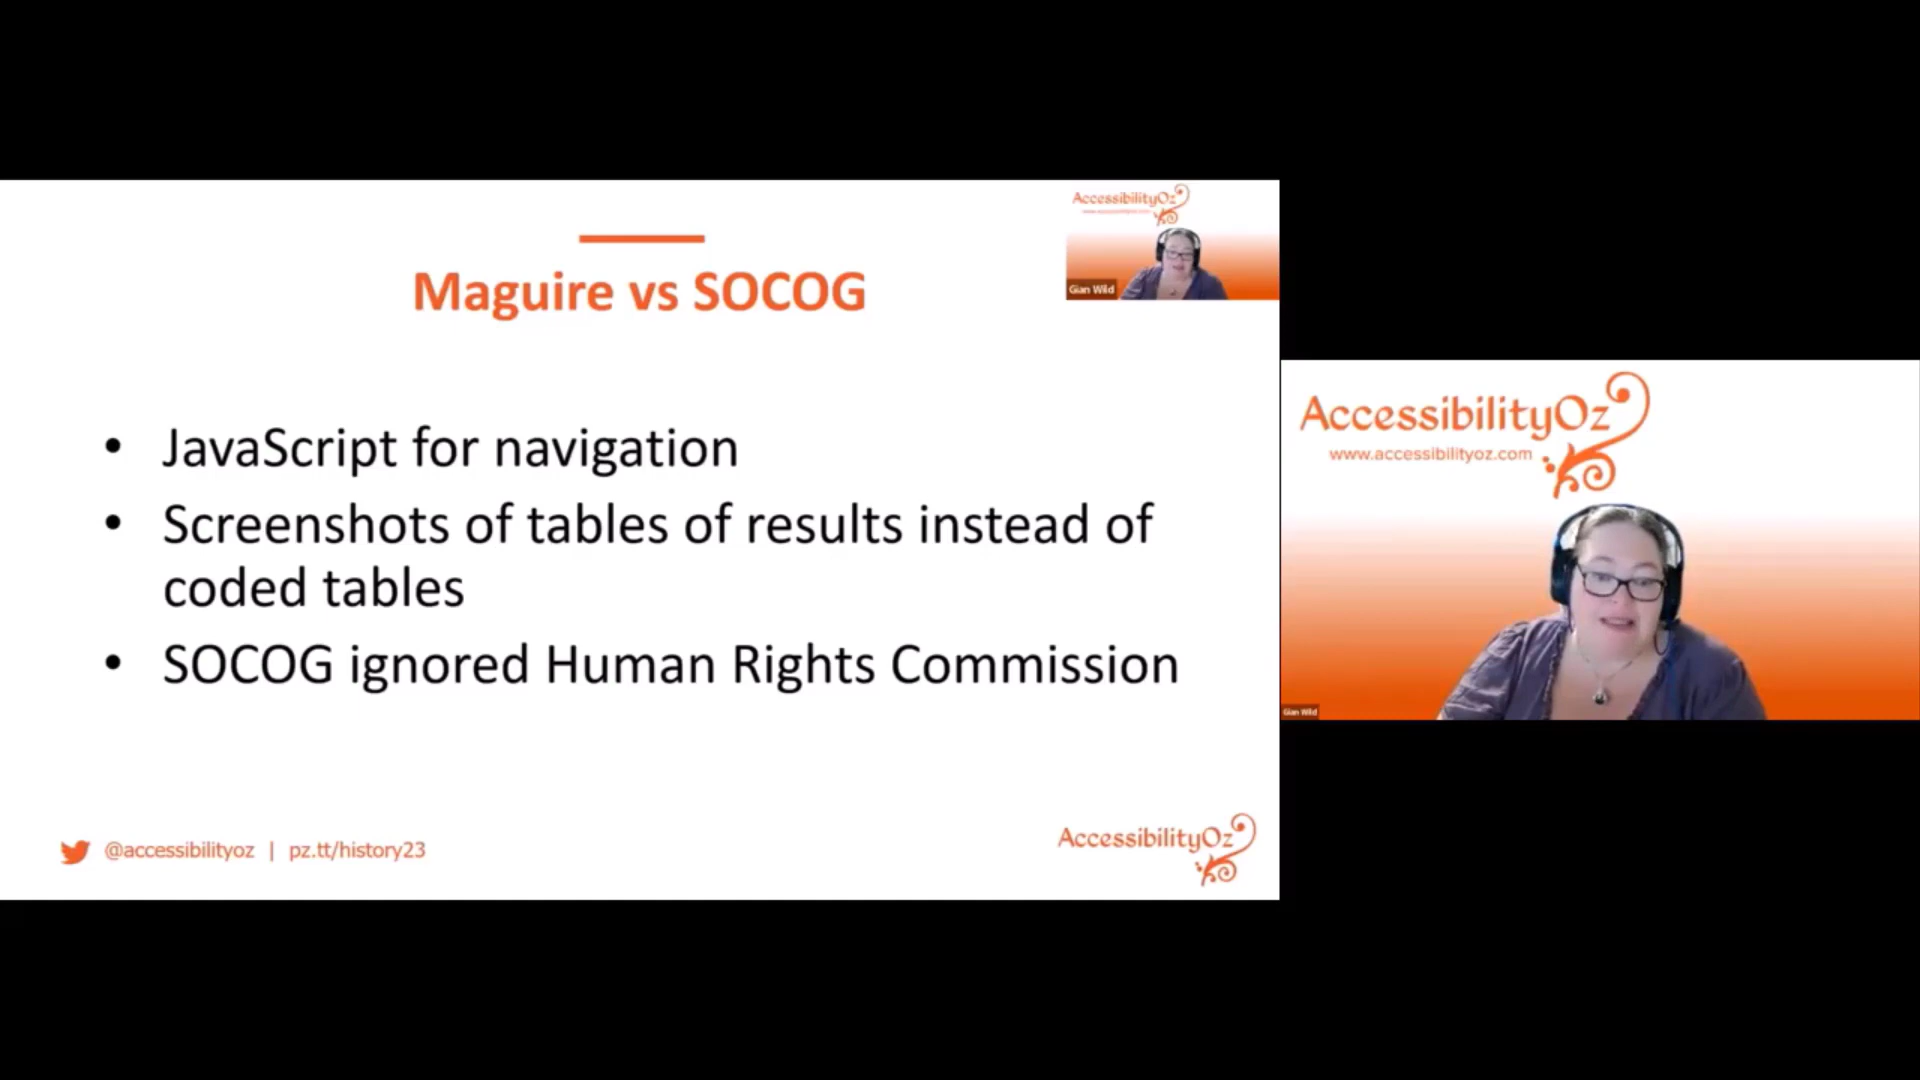 AccessibilityOz
Gian Wild
Maguire vs SOCOG
• JavaScript for navigation
• Screenshots of tables of results instead of
coded tables
• SOCOG ignored Human Rights Commission
@accessibilityoz | pz.tt/history23
AccessibilityOz
AccessibilityOz
www.accessibilityoz.com
Gian Wild